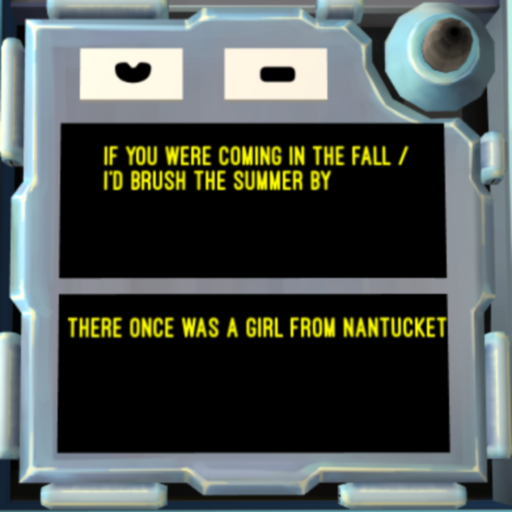 IF YOU WERE COMING IN THE FALL /
I'D BRUSH THE SUMMER BY
THERE ONCE WAS A GIRL FROM NANTUCKET